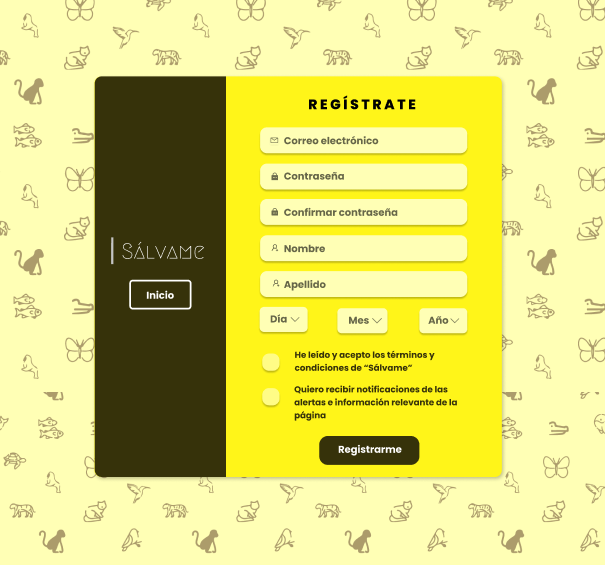 REGÍSTRATE
Correo electrónico
Contraseña
Confirmar contraseña
SÁLVAME
Nombre
Inicio
Apellido
Día Mes Año
He leído y acepto los términos y
condiciones de “Sálvame”
Quiero recibir notificaciones de las
alertas e información relevante de la
página
Registrarme